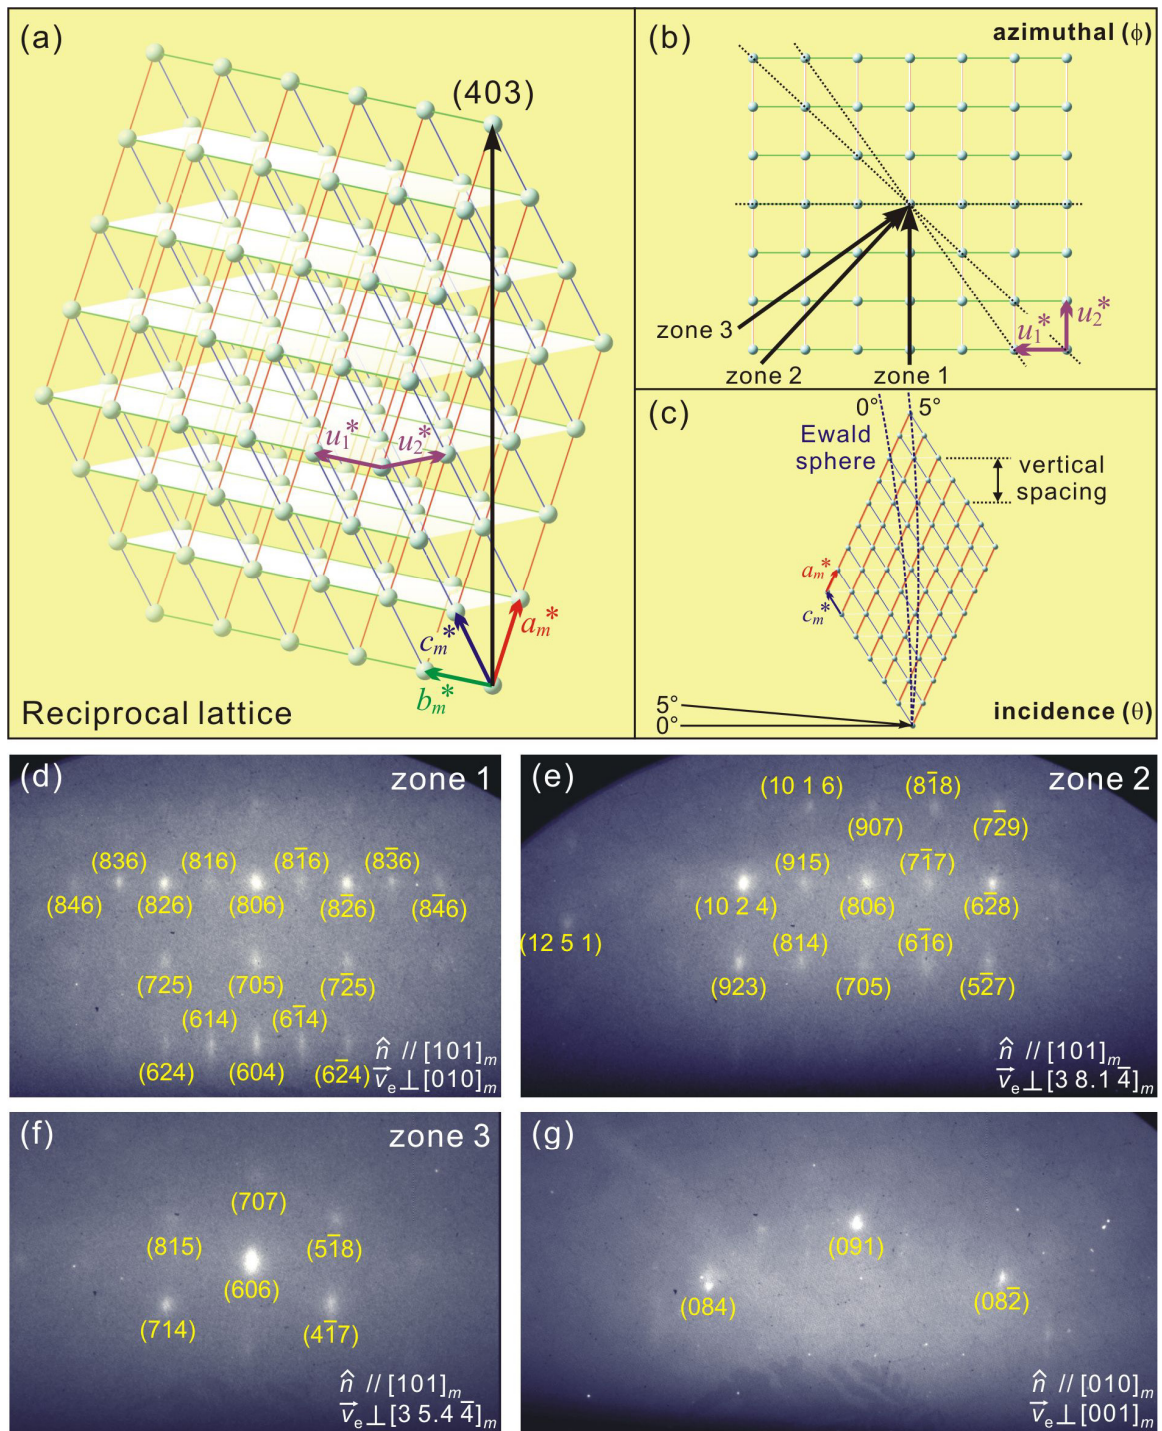 (a)
(403)
u₁*
u₂*
cₘ*
aₘ*
bₘ*
Reciprocal lattice
(b)
azimuthal (ϕ)
zone 3
u₁*
u₂*
zone 2
zone 1
(c)
0°
5°
Ewald
sphere
vertical
spacing
aₘ*
cₘ*
5°
0°
incidence (θ)
(d)
zone 1
(836)
(816)
(81̅6)
(83̅6)
(846)
(826)
(806)
(82̅6)
(84̅6)
(725)
(705)
(72̅5)
(614)
(61̅4)
(624)
(604)
(62̅4)
n̂ // [101]ₘ
v⃗ₑ⊥[010]ₘ
(e)
zone 2
(10 1 6)
(81̅8)
(907)
(72̅9)
(915)
(71̅7)
(10 2 4)
(806)
(62̅8)
(12 5 1)
(814)
(61̅6)
(923)
(705)
(52̅7)
n̂ // [101]ₘ
v⃗ₑ⊥[3 8.1 4̅]ₘ
(f)
zone 3
(707)
(815)
(51̅8)
(606)
(714)
(41̅7)
n̂ // [101]ₘ
v⃗ₑ⊥[3 5.4 4̅]ₘ
(g)
(091)
(084)
(082̅)
n̂ // [010]ₘ
v⃗ₑ⊥[001]ₘ